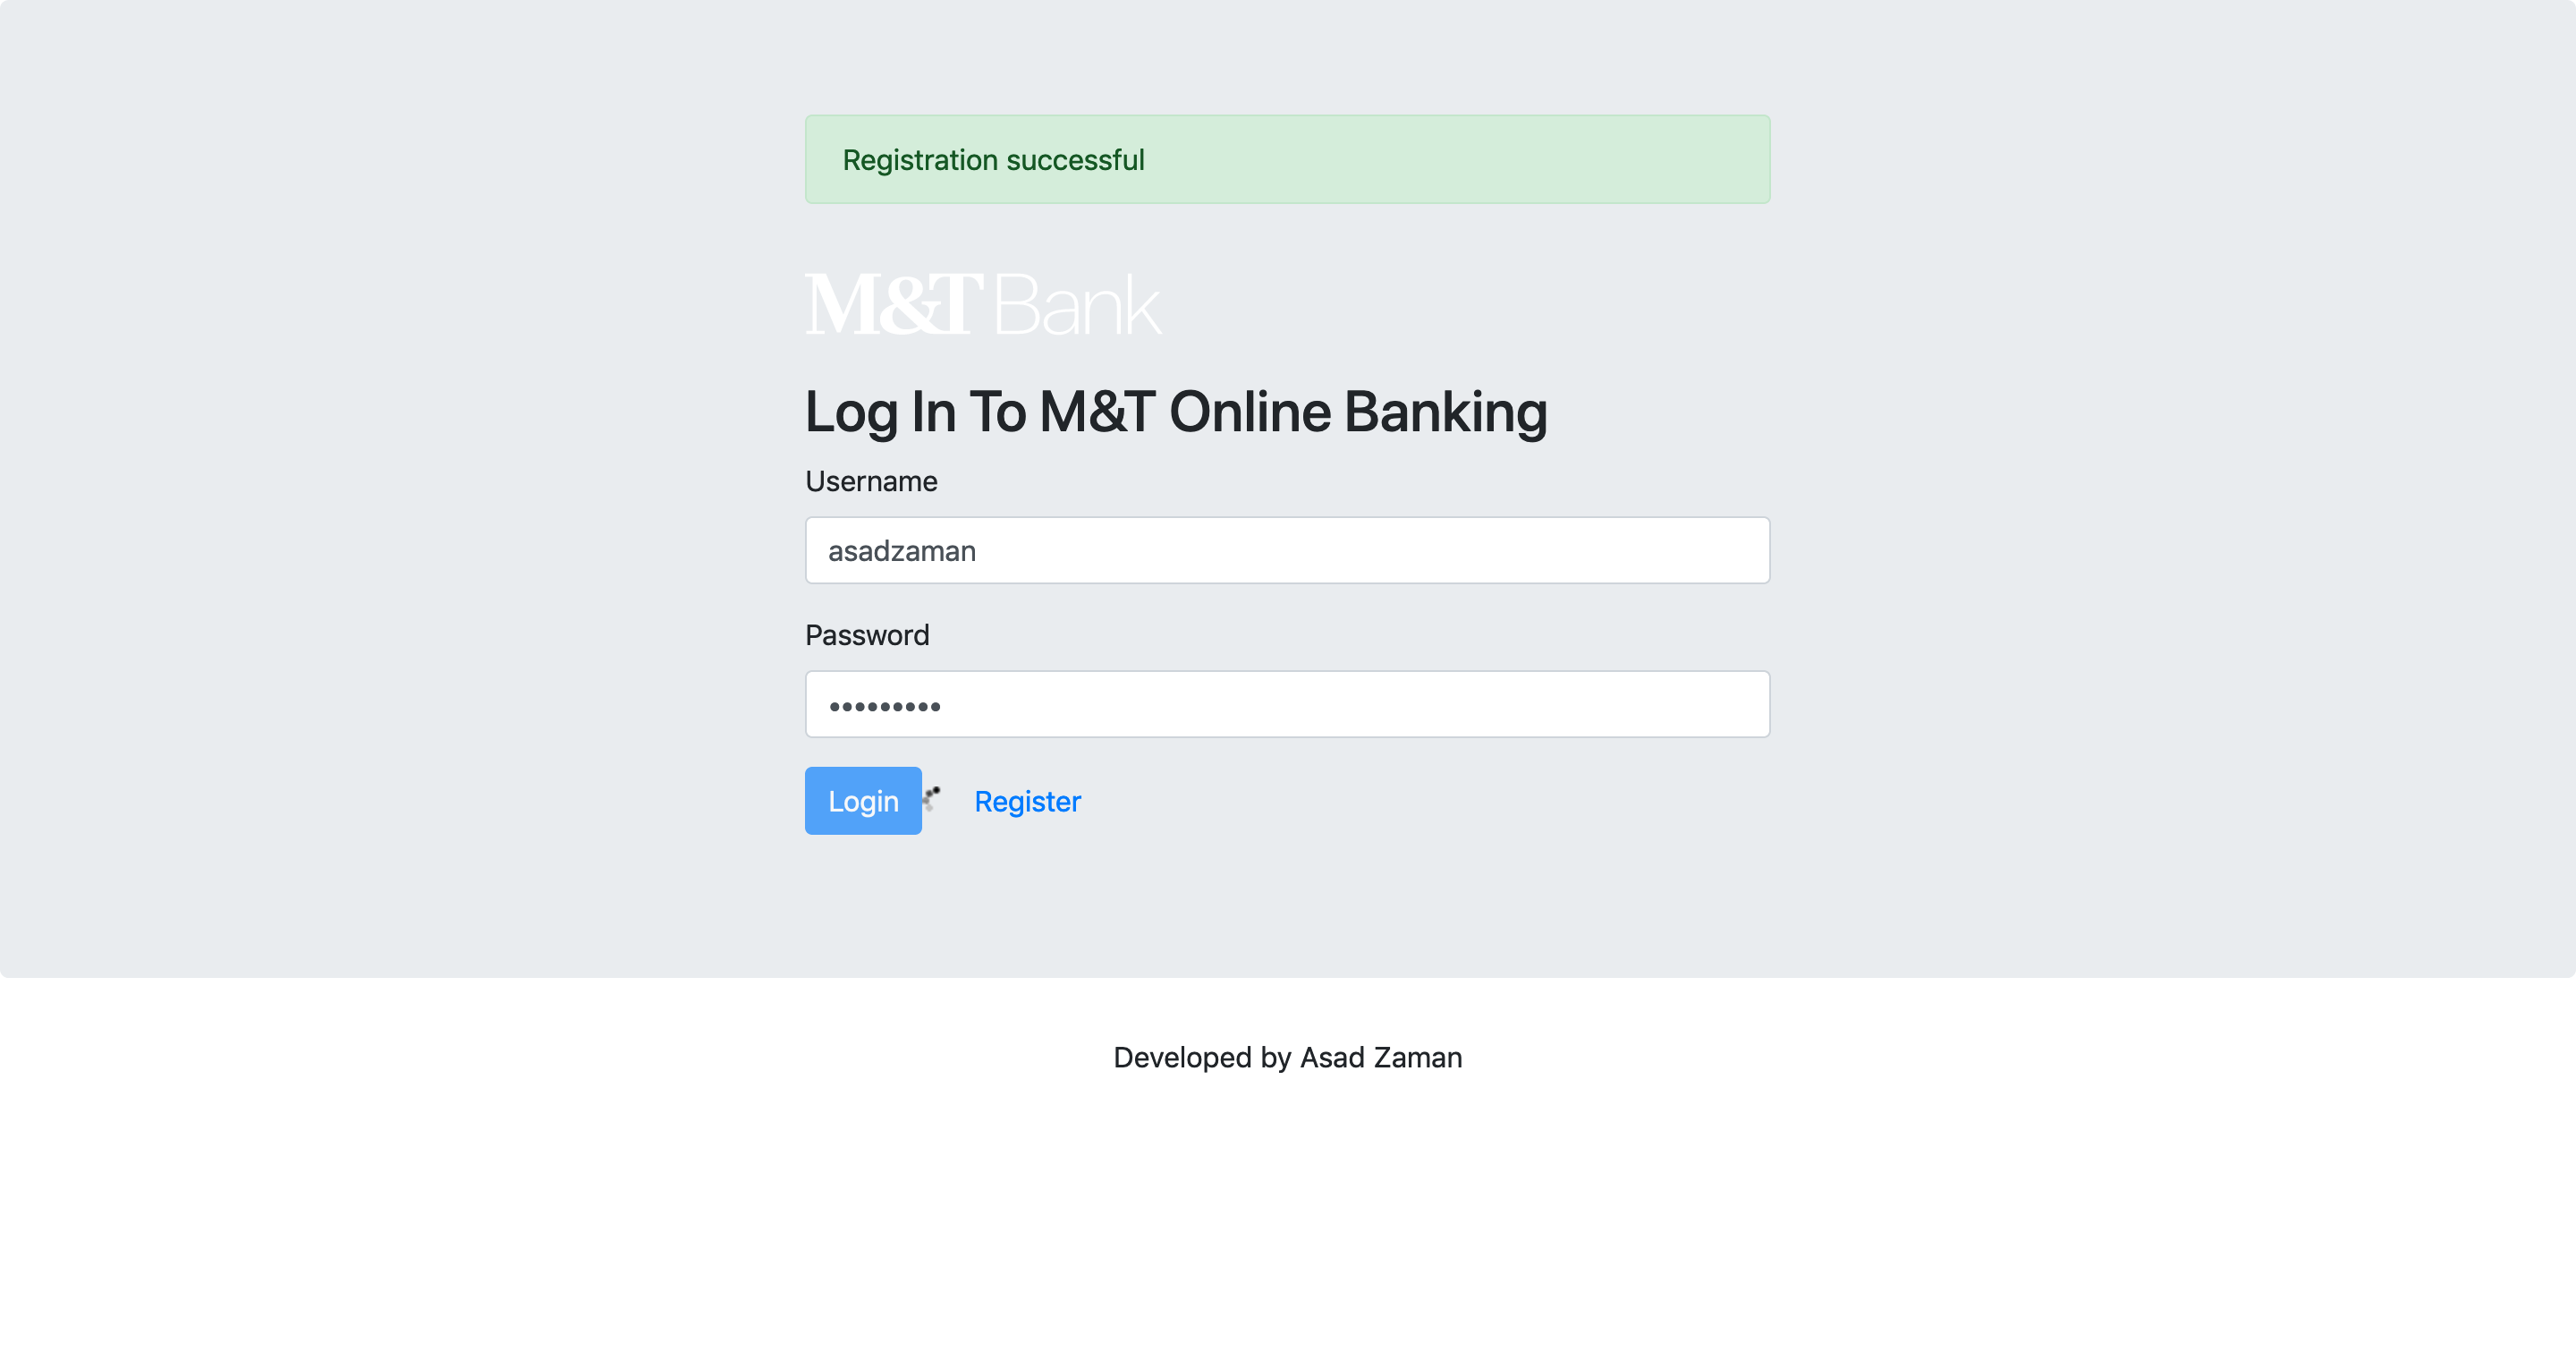 Registration successful
M&T Bank
Log In To M&T Online Banking
Username
asadzaman
Password
•••••••••
Login
Register
Developed by Asad Zaman